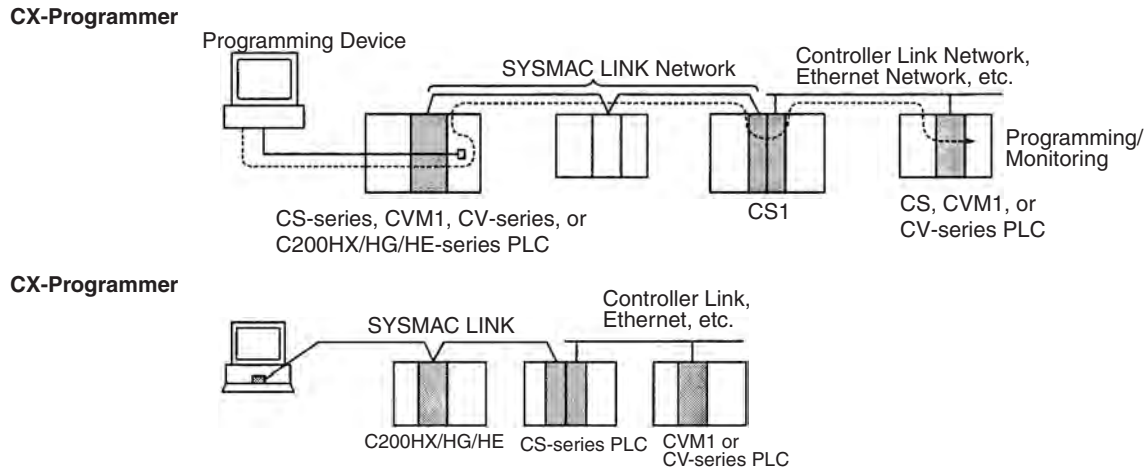 CX-Programmer
Programming Device
SYSMAC LINK Network
Controller Link Network,
Ethernet Network, etc.
Programming/
Monitoring
CS-series, CVM1, CV-series, or
C200HX/HG/HE-series PLC
CS1
CS, CVM1, or
CV-series PLC
CX-Programmer
SYSMAC LINK
Controller Link,
Ethernet, etc.
C200HX/HG/HE
CS-series PLC
CVM1 or
CV-series PLC